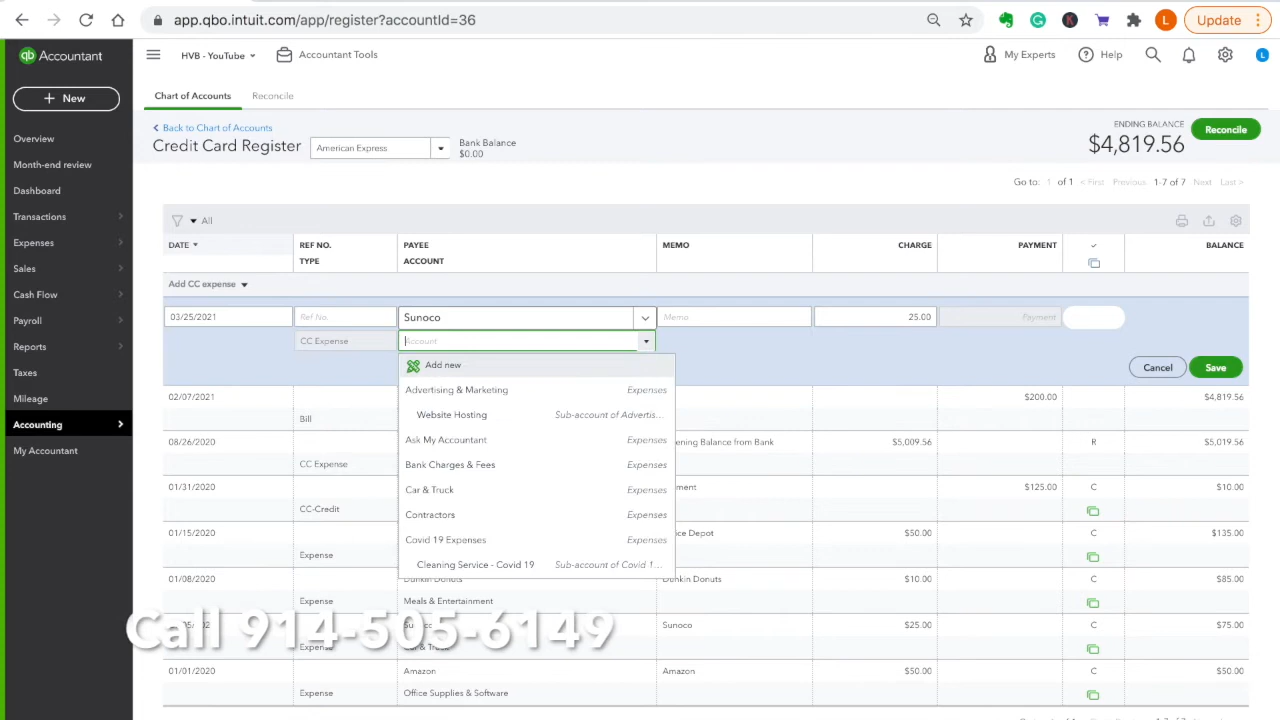 app.qbo.intuit.com/app/register?accountId=36
L
Update
qb Accountant
HVB - YouTube
Accountant Tools
My Experts
Help
L
+ New
Overview
Month-end review
Dashboard
Transactions
Expenses
Sales
Cash Flow
Payroll
Reports
Taxes
Mileage
Accounting
My Accountant
Chart of Accounts
Reconcile
Back to Chart of Accounts
Credit Card Register
American Express
Bank Balance
$0.00
ENDING BALANCE
$4,819.56
Reconcile
Go to: 1 of 1 < First Previous 1-7 of 7 Next Last >
All
DATE REF NO. PAYEE MEMO CHARGE PAYMENT ✓ BALANCE
TYPE ACCOUNT
Add CC expense
03/25/2021 Ref No. Sunoco Memo 25.00 Payment
CC Expense Account
Add new
Cancel Save
Advertising & Marketing Expenses
Website Hosting Sub-account of Advertis...
Ask My Accountant Expenses
Bank Charges & Fees Expenses
Car & Truck Expenses
Contractors Expenses
Covid 19 Expenses Expenses
Cleaning Service - Covid 19 Sub-account of Covid 1...
02/07/2021 $200.00 $4,819.56
Bill
08/26/2020 ening Balance from Bank $5,009.56 R $5,019.56
CC Expense
01/31/2020 ment $125.00 C $10.00
CC-Credit
01/15/2020 ce Depot $50.00 C $135.00
Expense
01/08/2020 Dunkin Donuts Dunkin Donuts $10.00 C $85.00
Expense Meals & Entertainment
Sunoco $25.00 C $75.00
Expense
01/01/2020 Amazon Amazon $50.00 C $50.00
Expense Office Supplies & Software
Call 914-505-6149